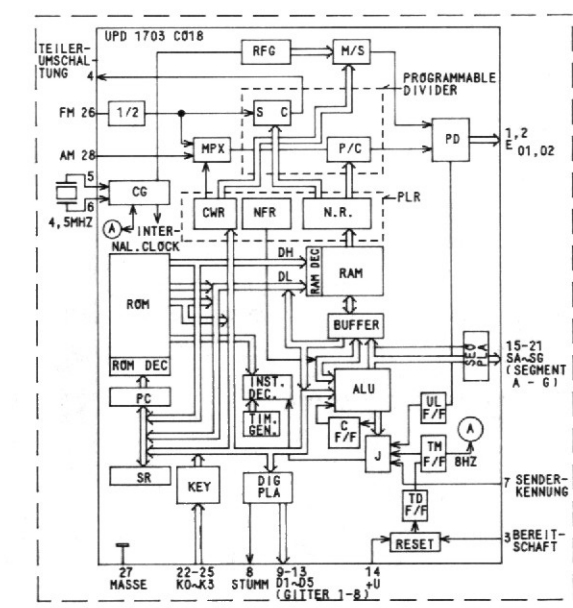 UPD 1703 C018
TEILER-
UMSCHAL-
TUNG 4
RFG
M/S
PROGRAMMABLE
DIVIDER
FM 26
1/2
S C
PD
1,2
E 01,02
AM 28
MPX
P/C
5
6
4,5MHZ
CG
CWR
NFR
N.R.
PLR
A
INTER-
NAL.CLOCK
DH
DL
ROM
RAM DEC
RAM
BUFFER
SEG
PLA
15-21
SA~SG
(SEGMENT
A - G)
ROM DEC
PC
INST.
DEC.
TIM.
GEN.
ALU
UL
F/F
A
C
F/F
J
TM
F/F
8HZ
SR
KEY
DIG
PLA
TD
F/F
7 SENDER-
KENNUNG
RESET
3 BEREIT-
SCHAFT
27
MASSE
22-25
K0~K3
8
STUMM
9-13
D1~D5
(GITTER 1-8)
14
+U